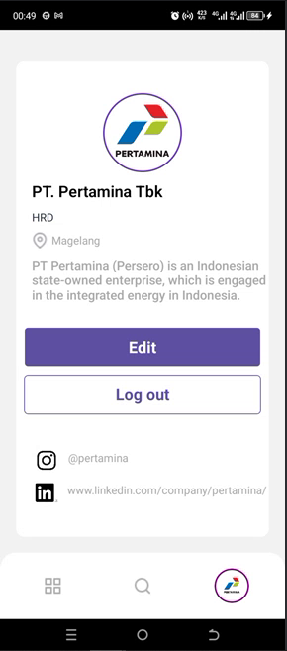 00:49
423 K/s 4G 4G 84
PERTAMINA
PT. Pertamina Tbk
HRD
Magelang
PT Pertamina (Persero) is an Indonesian
state-owned enterprise, which is engaged
in the integrated energy in Indonesia.
Edit
Log out
@pertamina
in
www.linkedin.com/company/pertamina/
PERTAMINA